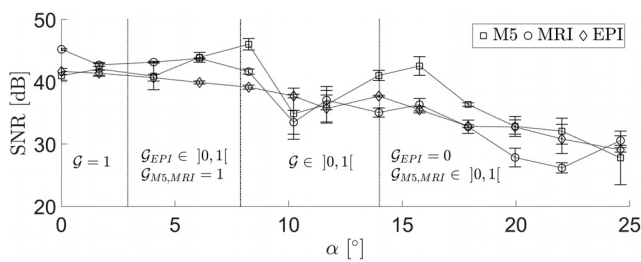 50
40
30
20
SNR [dB]
M5 MRI EPI
𝒢 = 1
𝒢EPI ∈ ]0,1[
𝒢M5,MRI = 1
𝒢 ∈ ]0,1[
𝒢EPI = 0
𝒢M5,MRI ∈ ]0,1[
0 5 10 15 20 25
α [°]